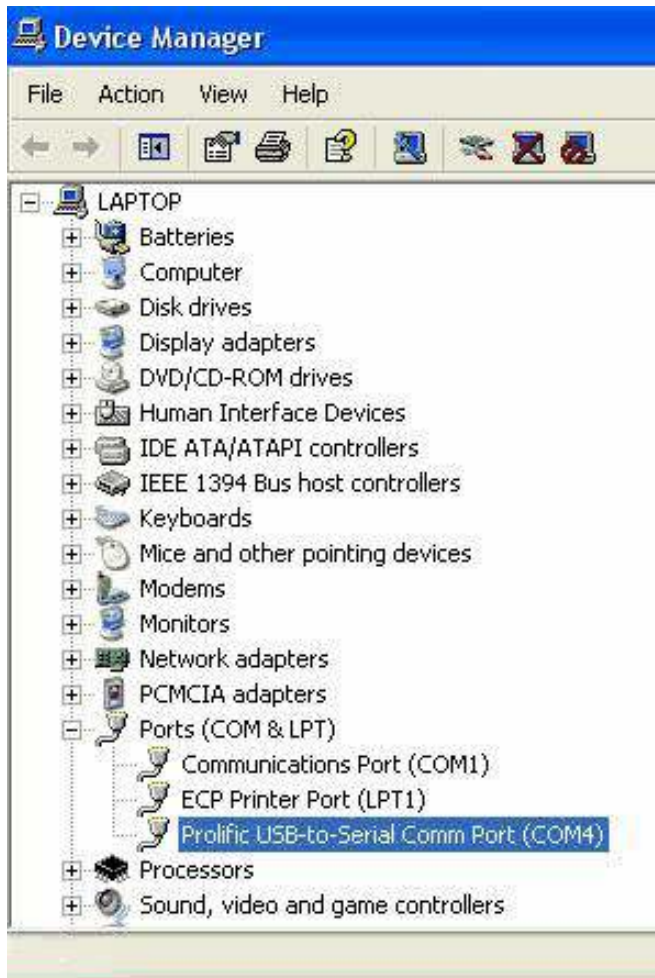 Device Manager
File Action View Help
LAPTOP
Batteries
Computer
Disk drives
Display adapters
DVD/CD-ROM drives
Human Interface Devices
IDE ATA/ATAPI controllers
IEEE 1394 Bus host controllers
Keyboards
Mice and other pointing devices
Modems
Monitors
Network adapters
PCMCIA adapters
Ports (COM & LPT)
Communications Port (COM1)
ECP Printer Port (LPT1)
Prolific USB-to-Serial Comm Port (COM4)
Processors
Sound, video and game controllers